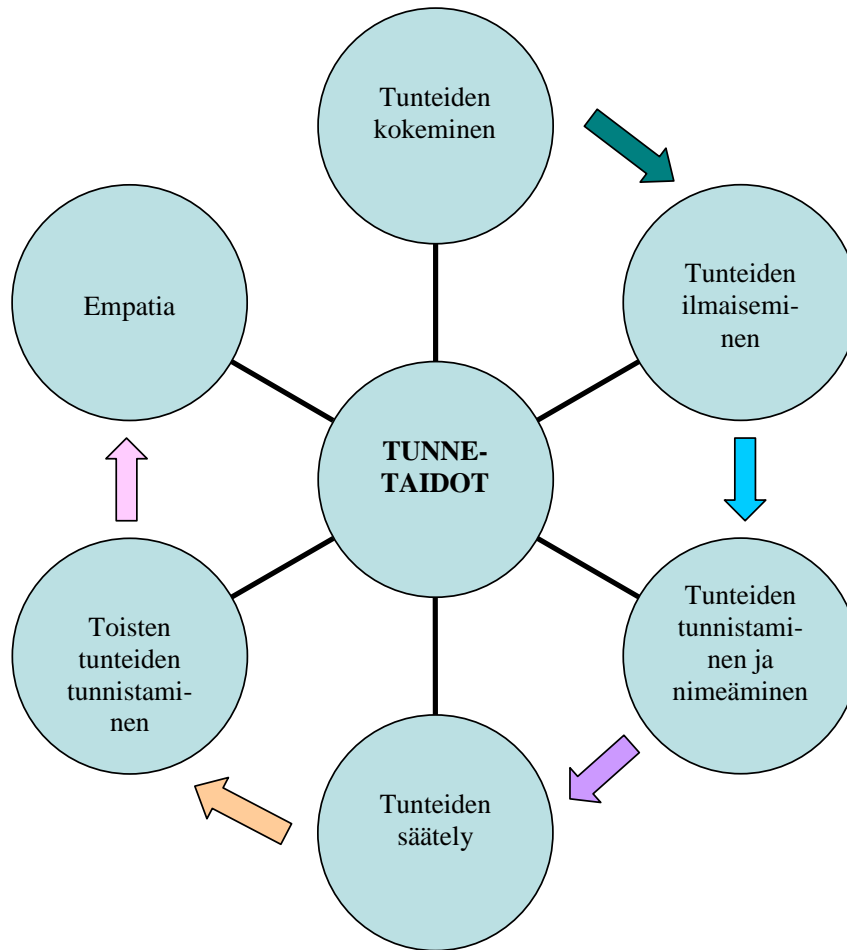 Tunteiden
kokeminen
Tunteiden
ilmaisemi-
nen
Empatia
TUNNE-
TAIDOT
Tunteiden
tunnistami-
nen ja
nimeäminen
Toisten
tunteiden
tunnistami-
nen
Tunteiden
säätely